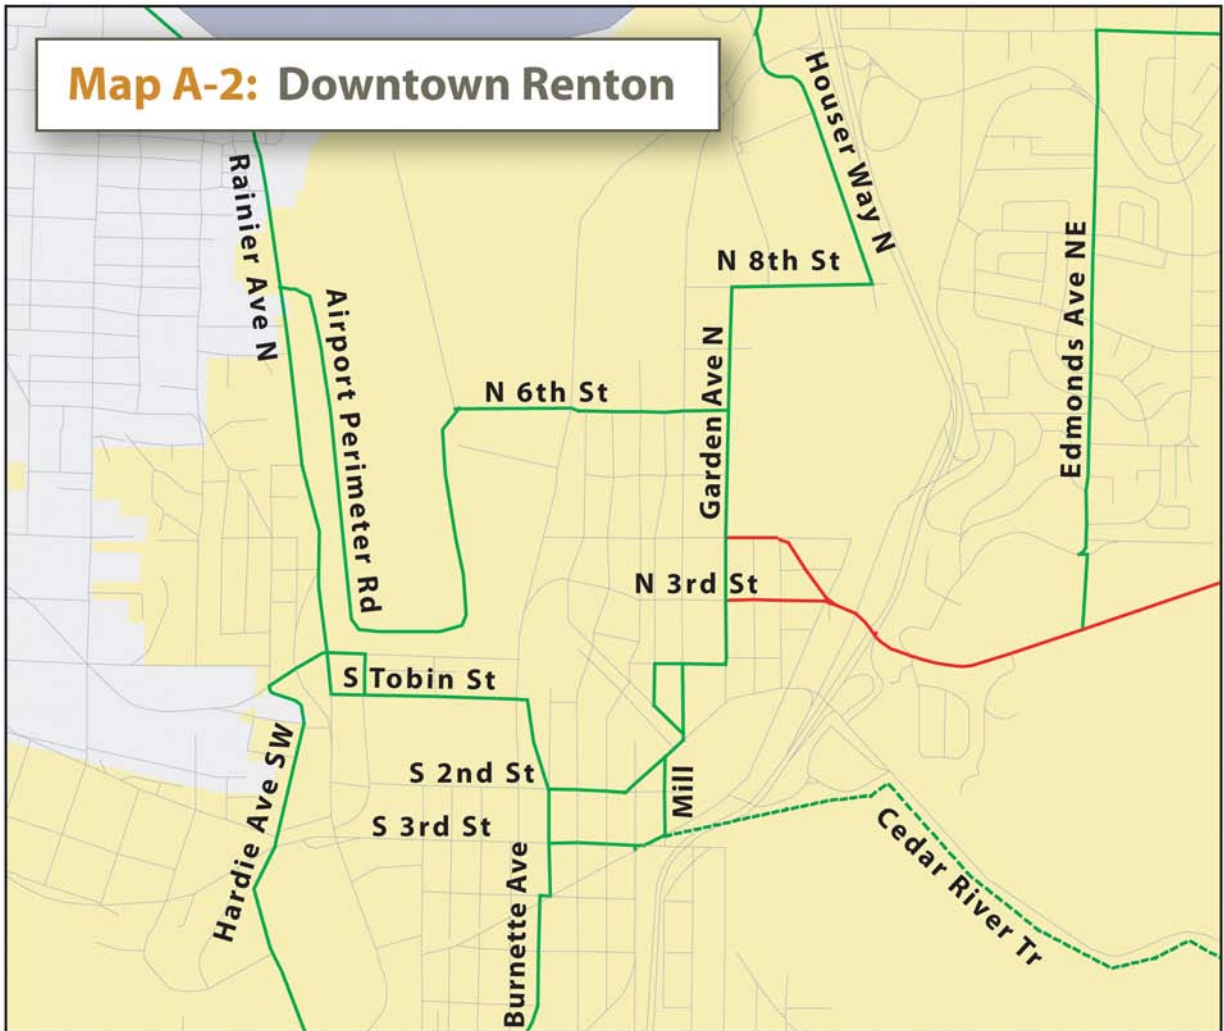 Map A-2: Downtown Renton
Houser Way N
Rainier Ave N
N 8th St
Edmonds Ave NE
Airport Perimeter Rd
Garden Ave N
N 6th St
N 3rd St
S Tobin St
Hardie Ave SW
S 2nd St
Mill
S 3rd St
Cedar River Tr
Burnette Ave